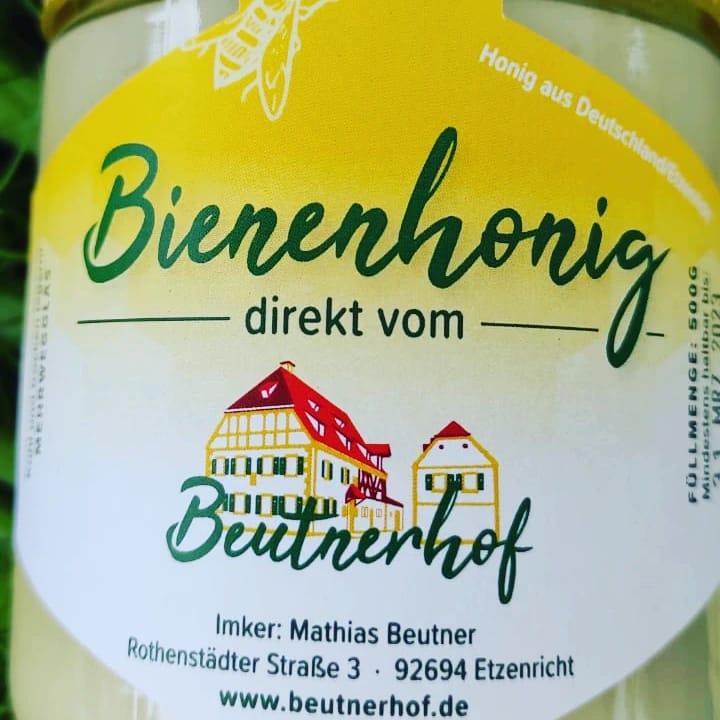 Honig aus Deutschland/Etzenricht
Bienenhonig
direkt vom
Beutnerhof
Imker: Mathias Beutner
Rothenstädter Straße 3 · 92694 Etzenricht
www.beutnerhof.de
MEHRWEGGLAS
FÜLLMENGE: 500G
Mindestens haltbar bis: